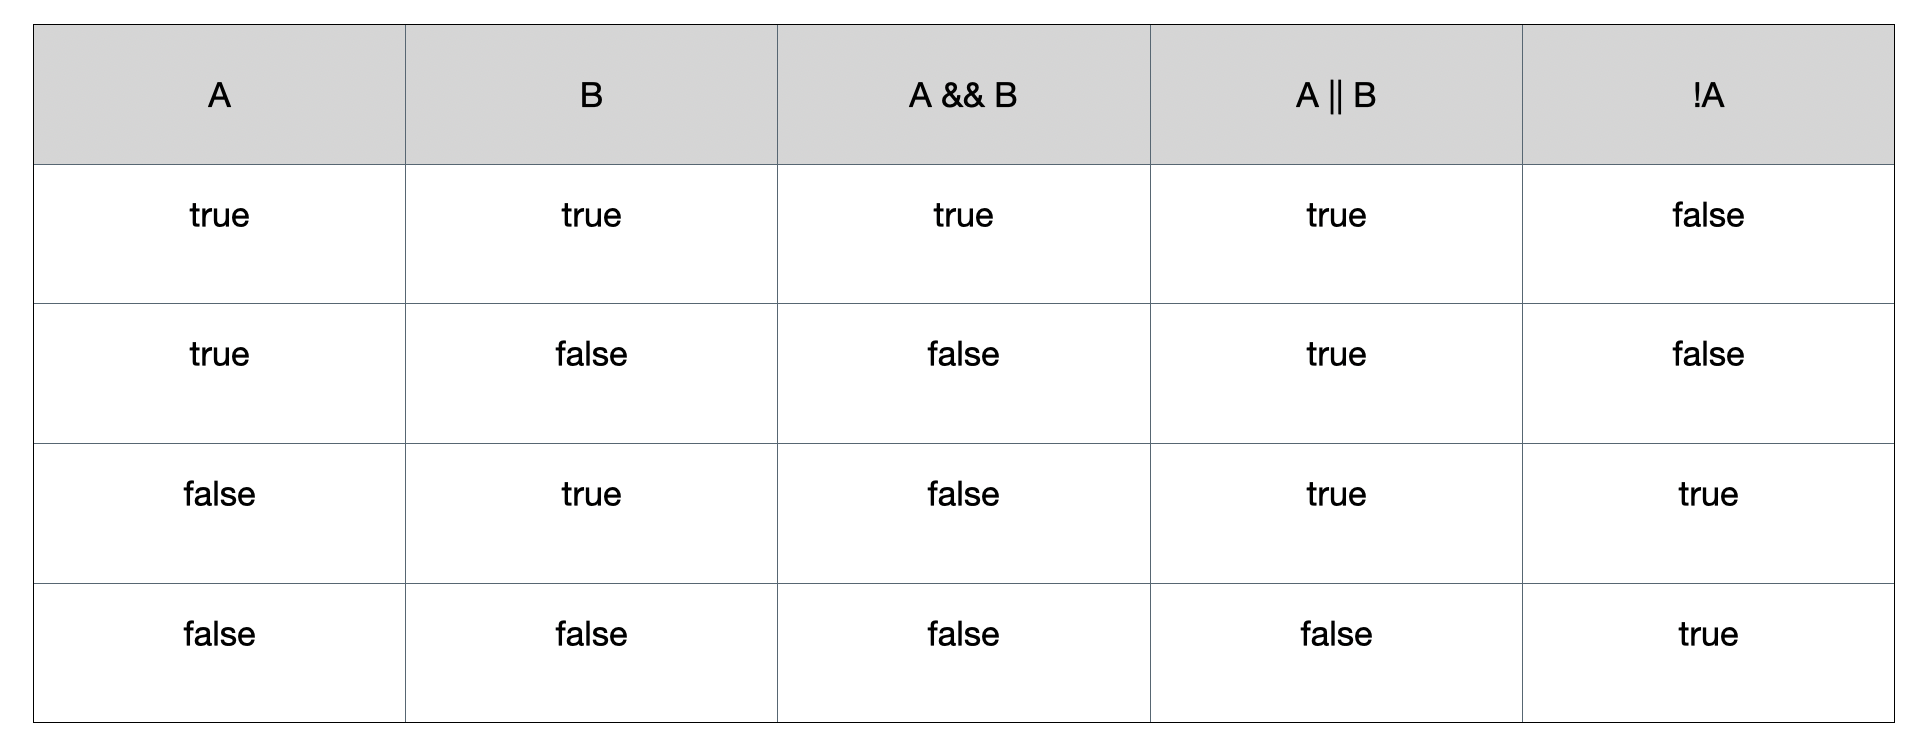 A B A && B A || B !A
true true true true false
true false false true false
false true false true true
false false false false true